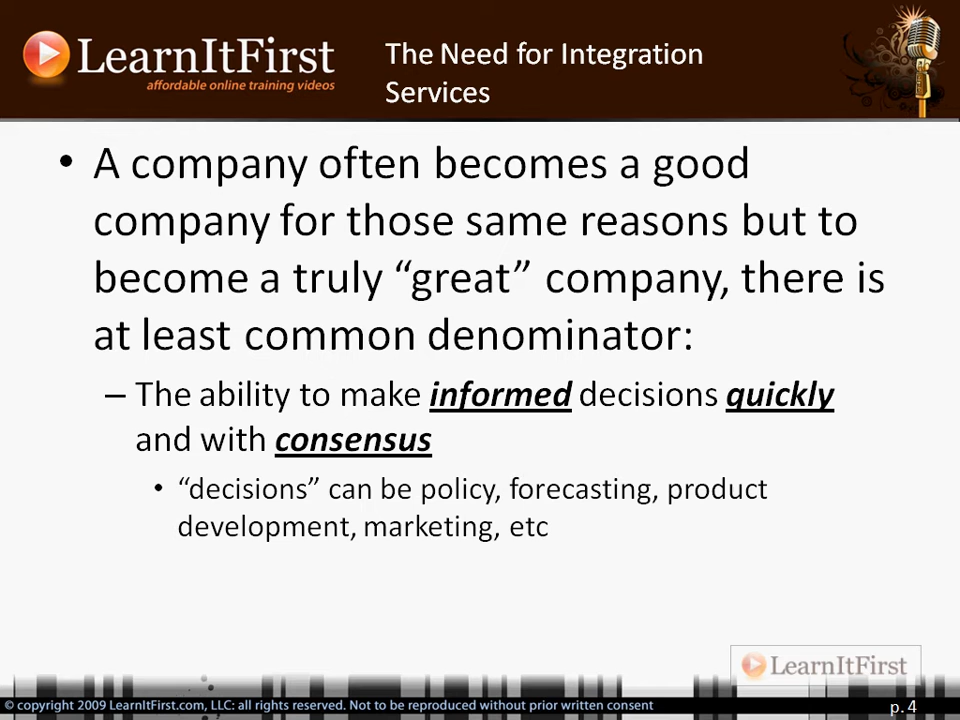 LearnItFirst
affordable online training videos
The Need for Integration
Services
• A company often becomes a good
company for those same reasons but to
become a truly “great” company, there is
at least common denominator:
– The ability to make informed decisions quickly
and with consensus
• “decisions” can be policy, forecasting, product
development, marketing, etc
LearnItFirst
© copyright 2009 LearnItFirst.com, LLC: all rights reserved. Not to be reproduced without prior written consent
p. 4